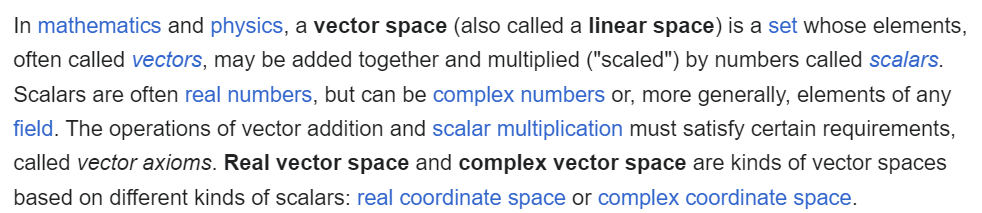 In mathematics and physics, a vector space (also called a linear space) is a set whose elements,
often called vectors, may be added together and multiplied ("scaled") by numbers called scalars.
Scalars are often real numbers, but can be complex numbers or, more generally, elements of any
field. The operations of vector addition and scalar multiplication must satisfy certain requirements,
called vector axioms. Real vector space and complex vector space are kinds of vector spaces
based on different kinds of scalars: real coordinate space or complex coordinate space.